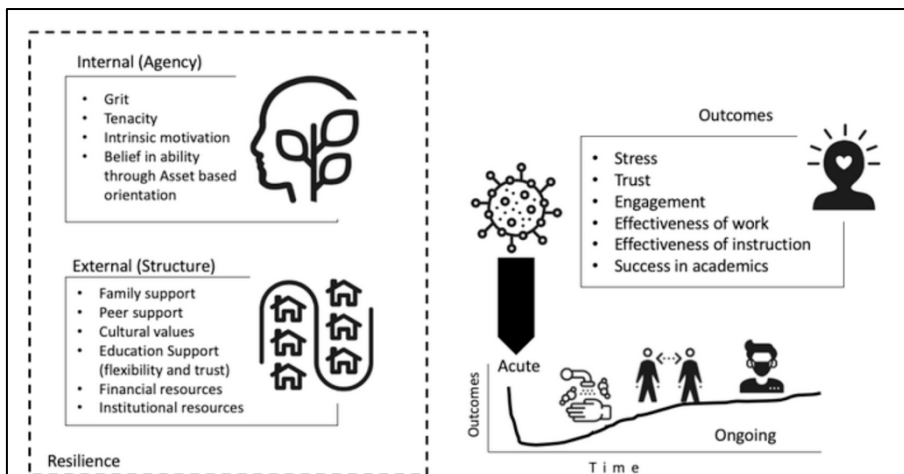 Internal (Agency)
• Grit
• Tenacity
• Intrinsic motivation
• Belief in ability
through Asset based
orientation
External (Structure)
• Family support
• Peer support
• Cultural values
• Education Support
(flexibility and trust)
• Financial resources
• Institutional resources
Resilience
Outcomes
• Stress
• Trust
• Engagement
• Effectiveness of work
• Effectiveness of instruction
• Success in academics
Acute
Outcomes
Ongoing
Time